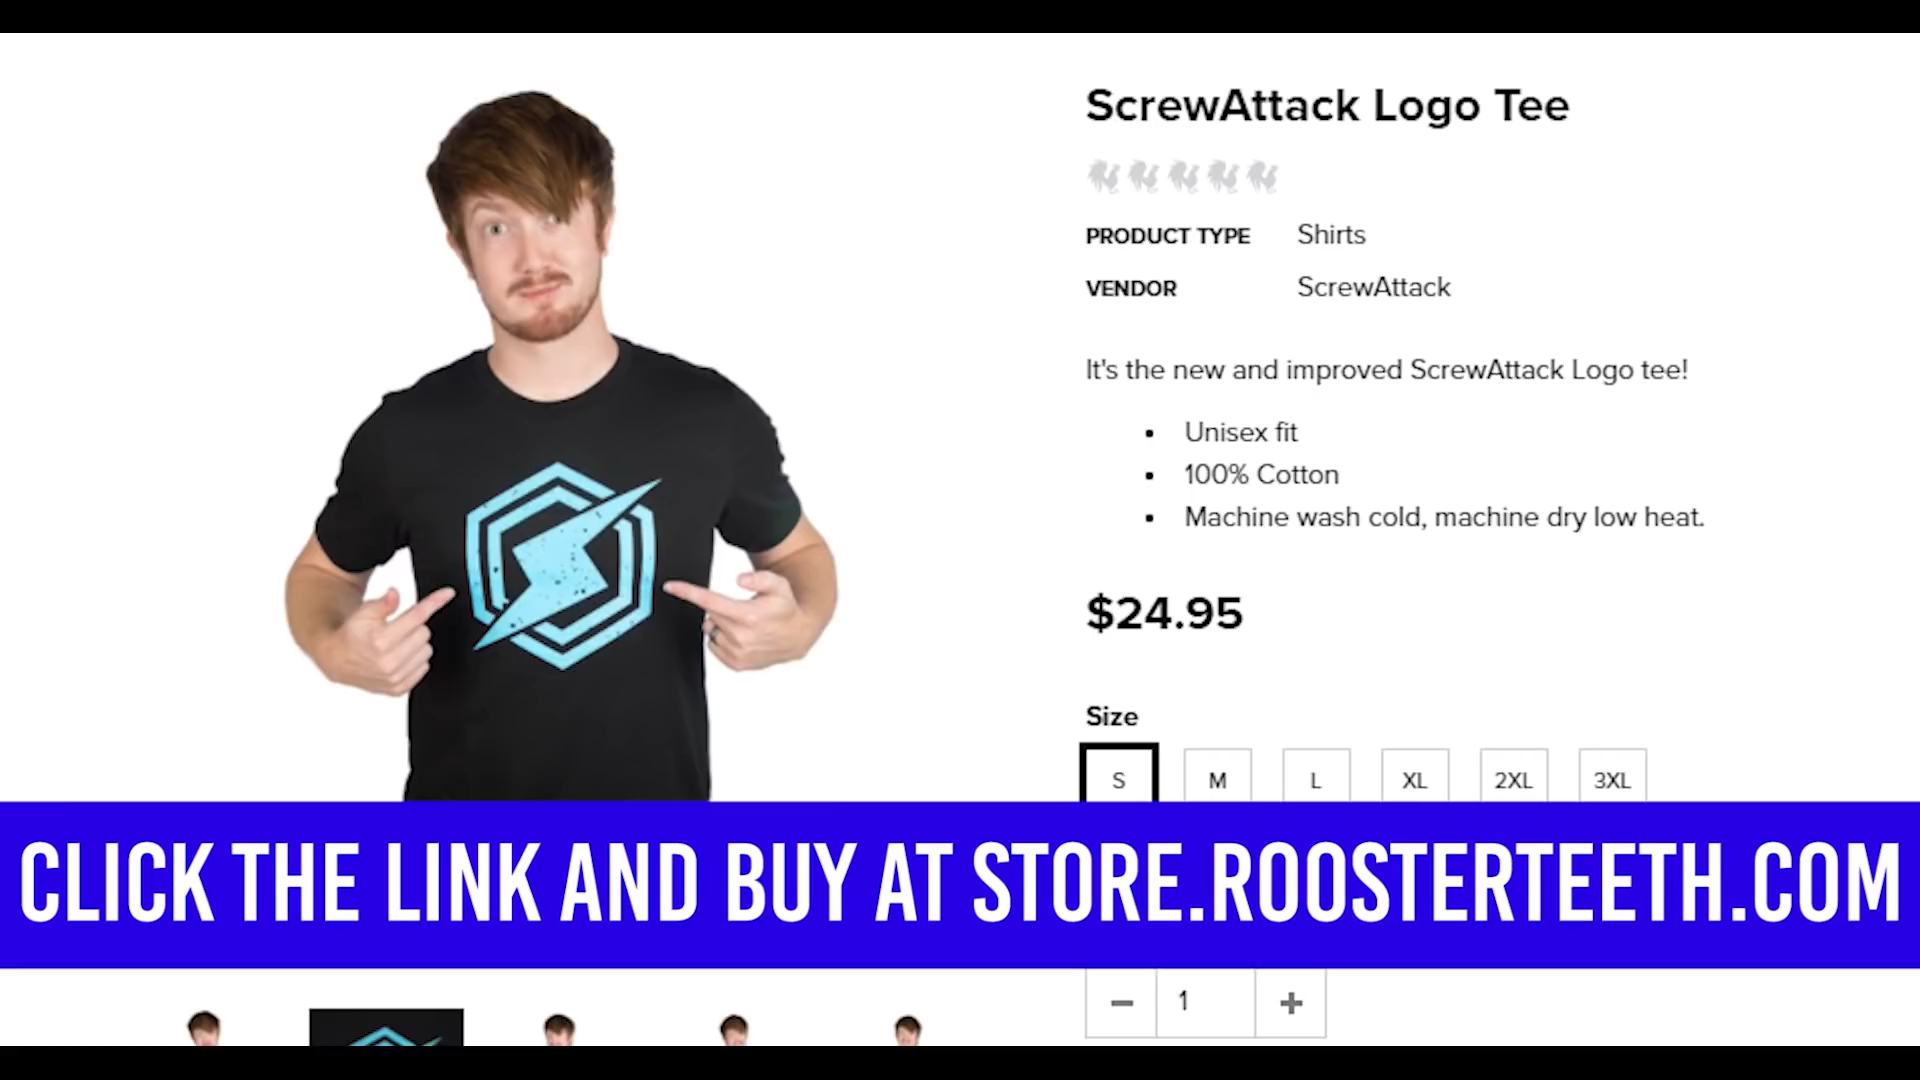 ScrewAttack Logo Tee
PRODUCT TYPE Shirts
VENDOR ScrewAttack
It's the new and improved ScrewAttack Logo tee!
• Unisex fit
• 100% Cotton
• Machine wash cold, machine dry low heat.
$24.95
Size
S M L XL 2XL 3XL
CLICK THE LINK AND BUY AT STORE.ROOSTERTEETH.COM
− 1 +